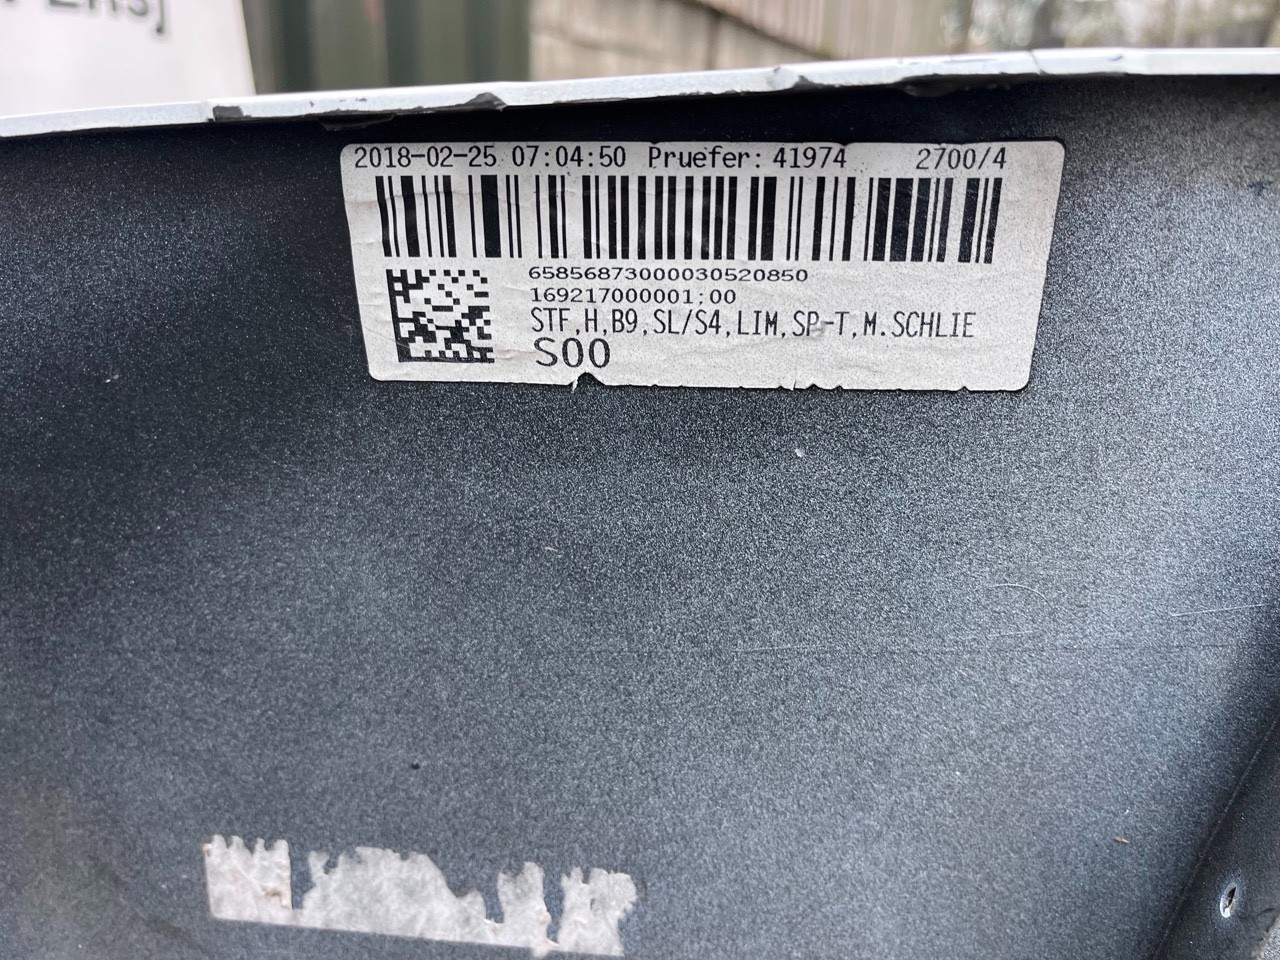 2018-02-25 07:04:50 Pruefer: 41974 2700/4
65856873000030520850
169217000001;00
STF,H,B9,SL/S4,LIM,SP-T,M.SCHLIE
S00